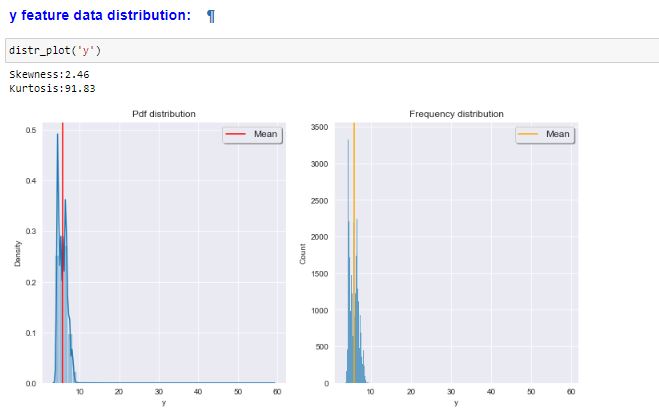 y feature data distribution: ¶
distr_plot('y')
Skewness:2.46
Kurtosis:91.83
Pdf distribution
Mean
Density
0.5
0.4
0.3
0.2
0.1
0.0
10 20 30 40 50 60
y
Frequency distribution
Mean
Count
3500
3000
2500
2000
1500
1000
500
0
10 20 30 40 50 60
y